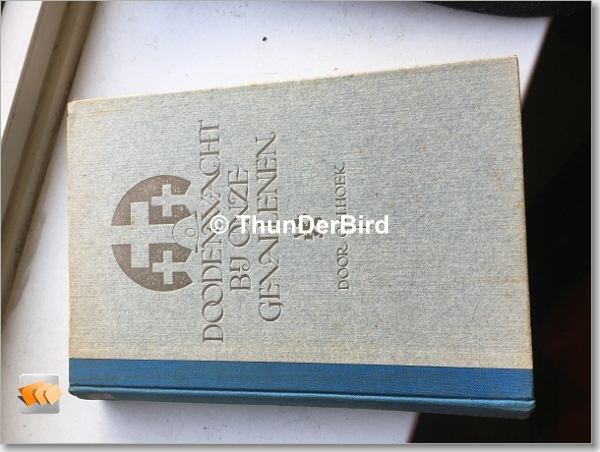 DOODENWACHT
BIJ ONZE
GEVALLENEN
DOOR
© ThunDerBird